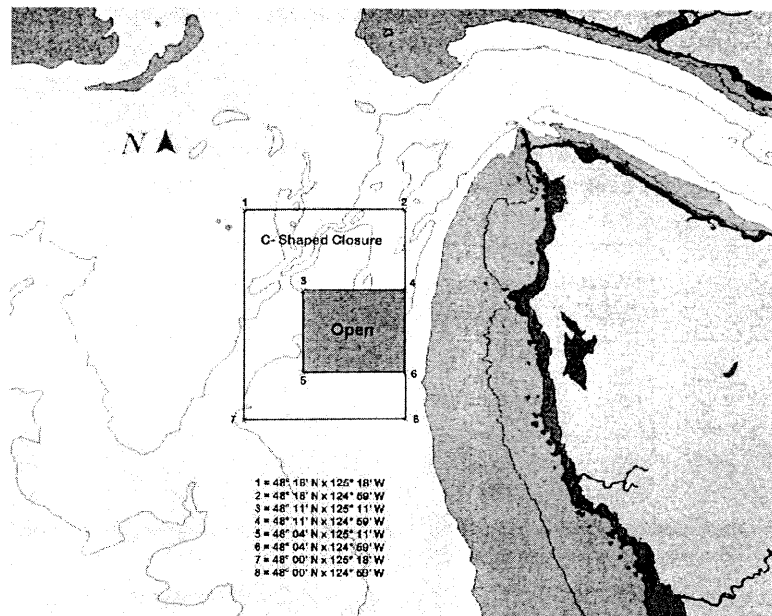 N
1 2
C- Shaped Closure
3 4
Open
5 6
7 8
1 = 48° 18' N x 125° 18' W
2 = 48° 18' N x 124° 59' W
3 = 48° 11' N x 125° 11' W
4 = 48° 11' N x 124° 59' W
5 = 48° 04' N x 125° 11' W
6 = 48° 04' N x 124° 59' W
7 = 48° 00' N x 125° 18' W
8 = 48° 00' N x 124° 59' W